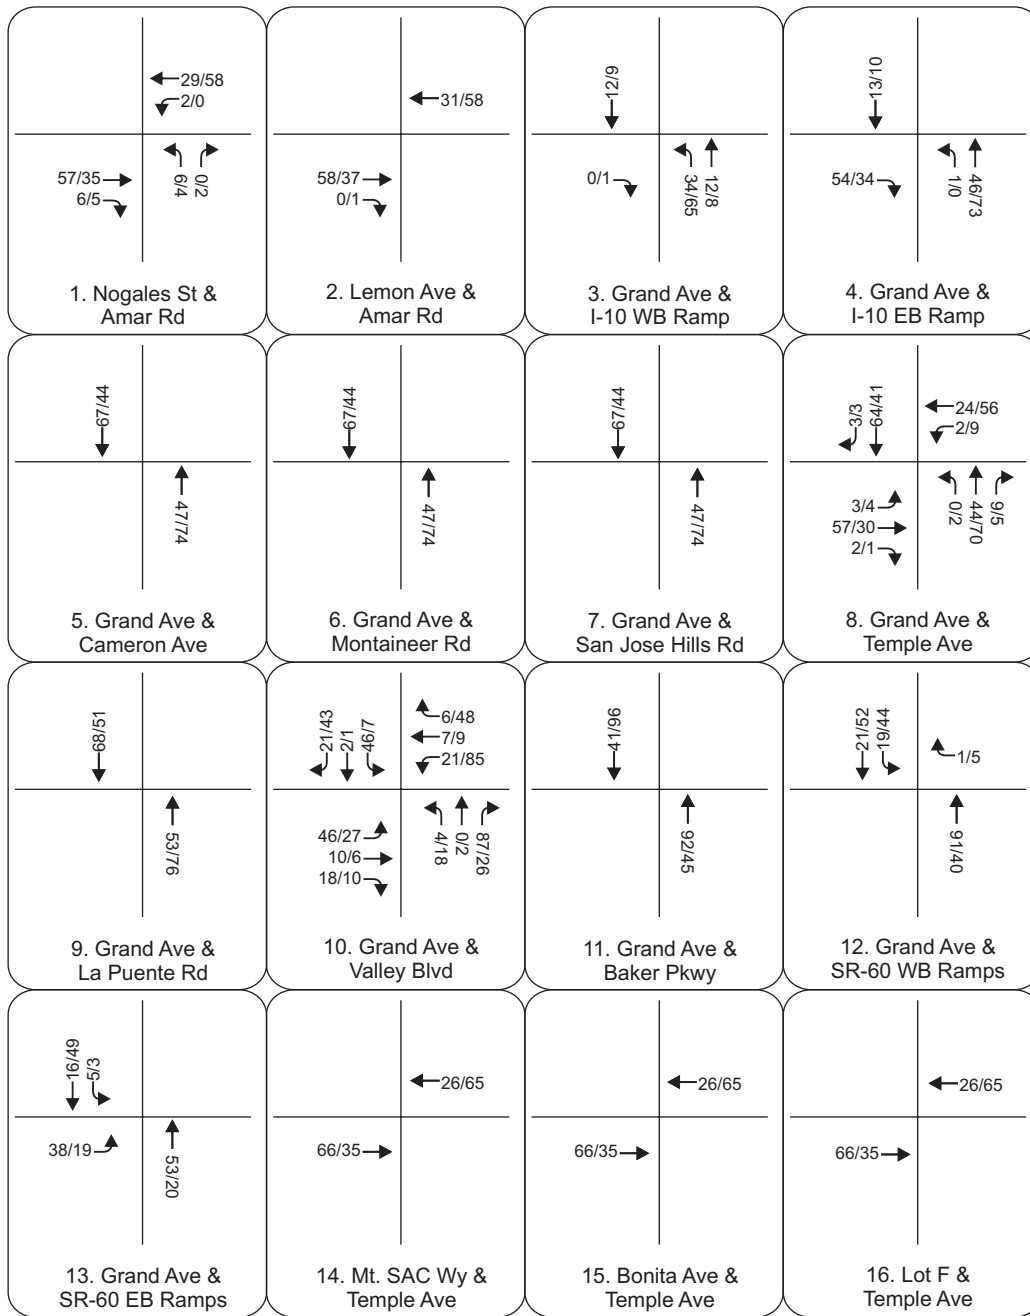 29/58
2/0
57/35
6/5
6/4
0/2
1. Nogales St &
Amar Rd
31/58
58/37
0/1
2. Lemon Ave &
Amar Rd
12/9
0/1
34/65
12/8
3. Grand Ave &
I-10 WB Ramp
13/10
54/34
1/0
46/73
4. Grand Ave &
I-10 EB Ramp
67/44
47/74
5. Grand Ave &
Cameron Ave
67/44
47/74
6. Grand Ave &
Montaineer Rd
67/44
47/74
7. Grand Ave &
San Jose Hills Rd
3/3
64/41
24/56
2/9
3/4
57/30
2/1
0/2
44/70
9/5
8. Grand Ave &
Temple Ave
68/51
53/76
9. Grand Ave &
La Puente Rd
21/43
2/1
46/7
6/48
7/9
21/85
46/27
10/6
18/10
4/18
0/2
87/26
10. Grand Ave &
Valley Blvd
41/96
92/45
11. Grand Ave &
Baker Pkwy
21/52
19/44
1/5
91/40
12. Grand Ave &
SR-60 WB Ramps
16/49
5/3
38/19
53/20
13. Grand Ave &
SR-60 EB Ramps
26/65
66/35
14. Mt. SAC Wy &
Temple Ave
26/65
66/35
15. Bonita Ave &
Temple Ave
26/65
66/35
16. Lot F &
Temple Ave